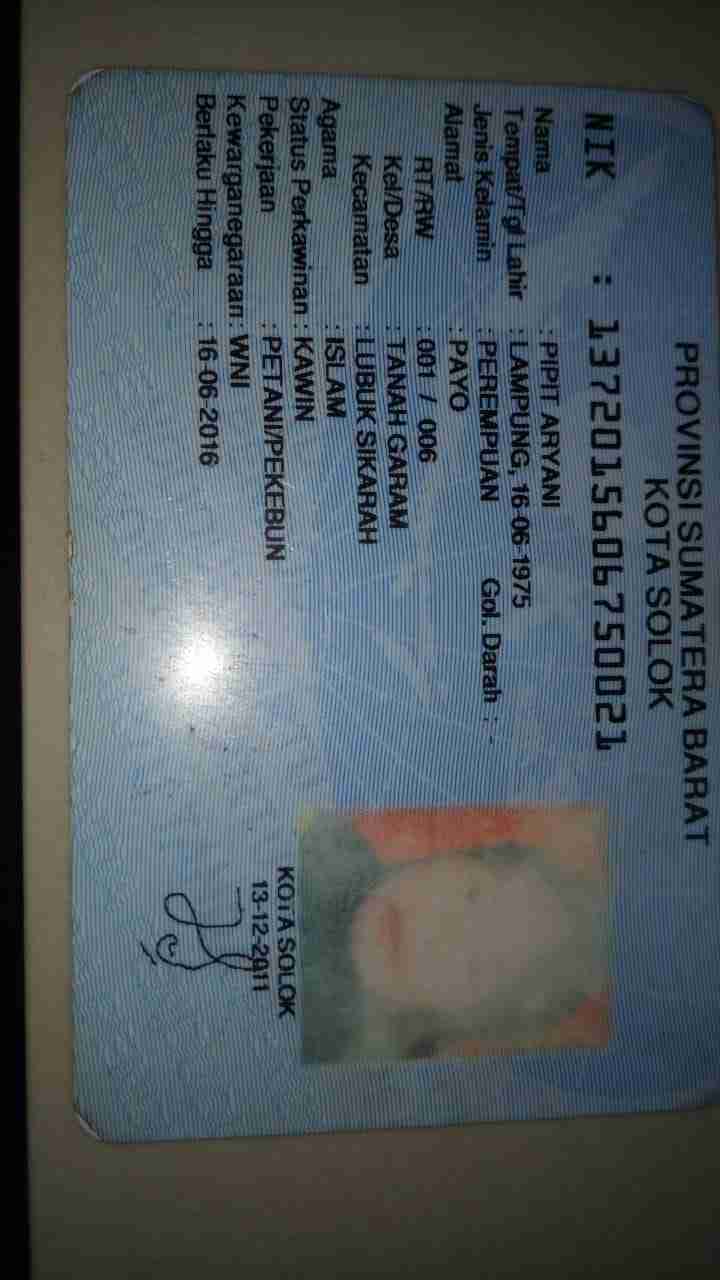 PROVINSI SUMATERA BARAT
KOTA SOLOK
NIK : 1372015606750021
Nama : PIPIT ARYANI
Tempat/Tgl Lahir : LAMPUNG, 16-06-1975
Jenis Kelamin : PEREMPUAN Gol. Darah : -
Alamat : PAYO
RT/RW : 001 / 006
Kel/Desa : TANAH GARAM
Kecamatan : LUBUK SIKARAH
Agama : ISLAM
Status Perkawinan : KAWIN
Pekerjaan : PETANI/PEKEBUN
Kewarganegaraan : WNI
Berlaku Hingga : 16-06-2016
KOTA SOLOK
13-12-2011